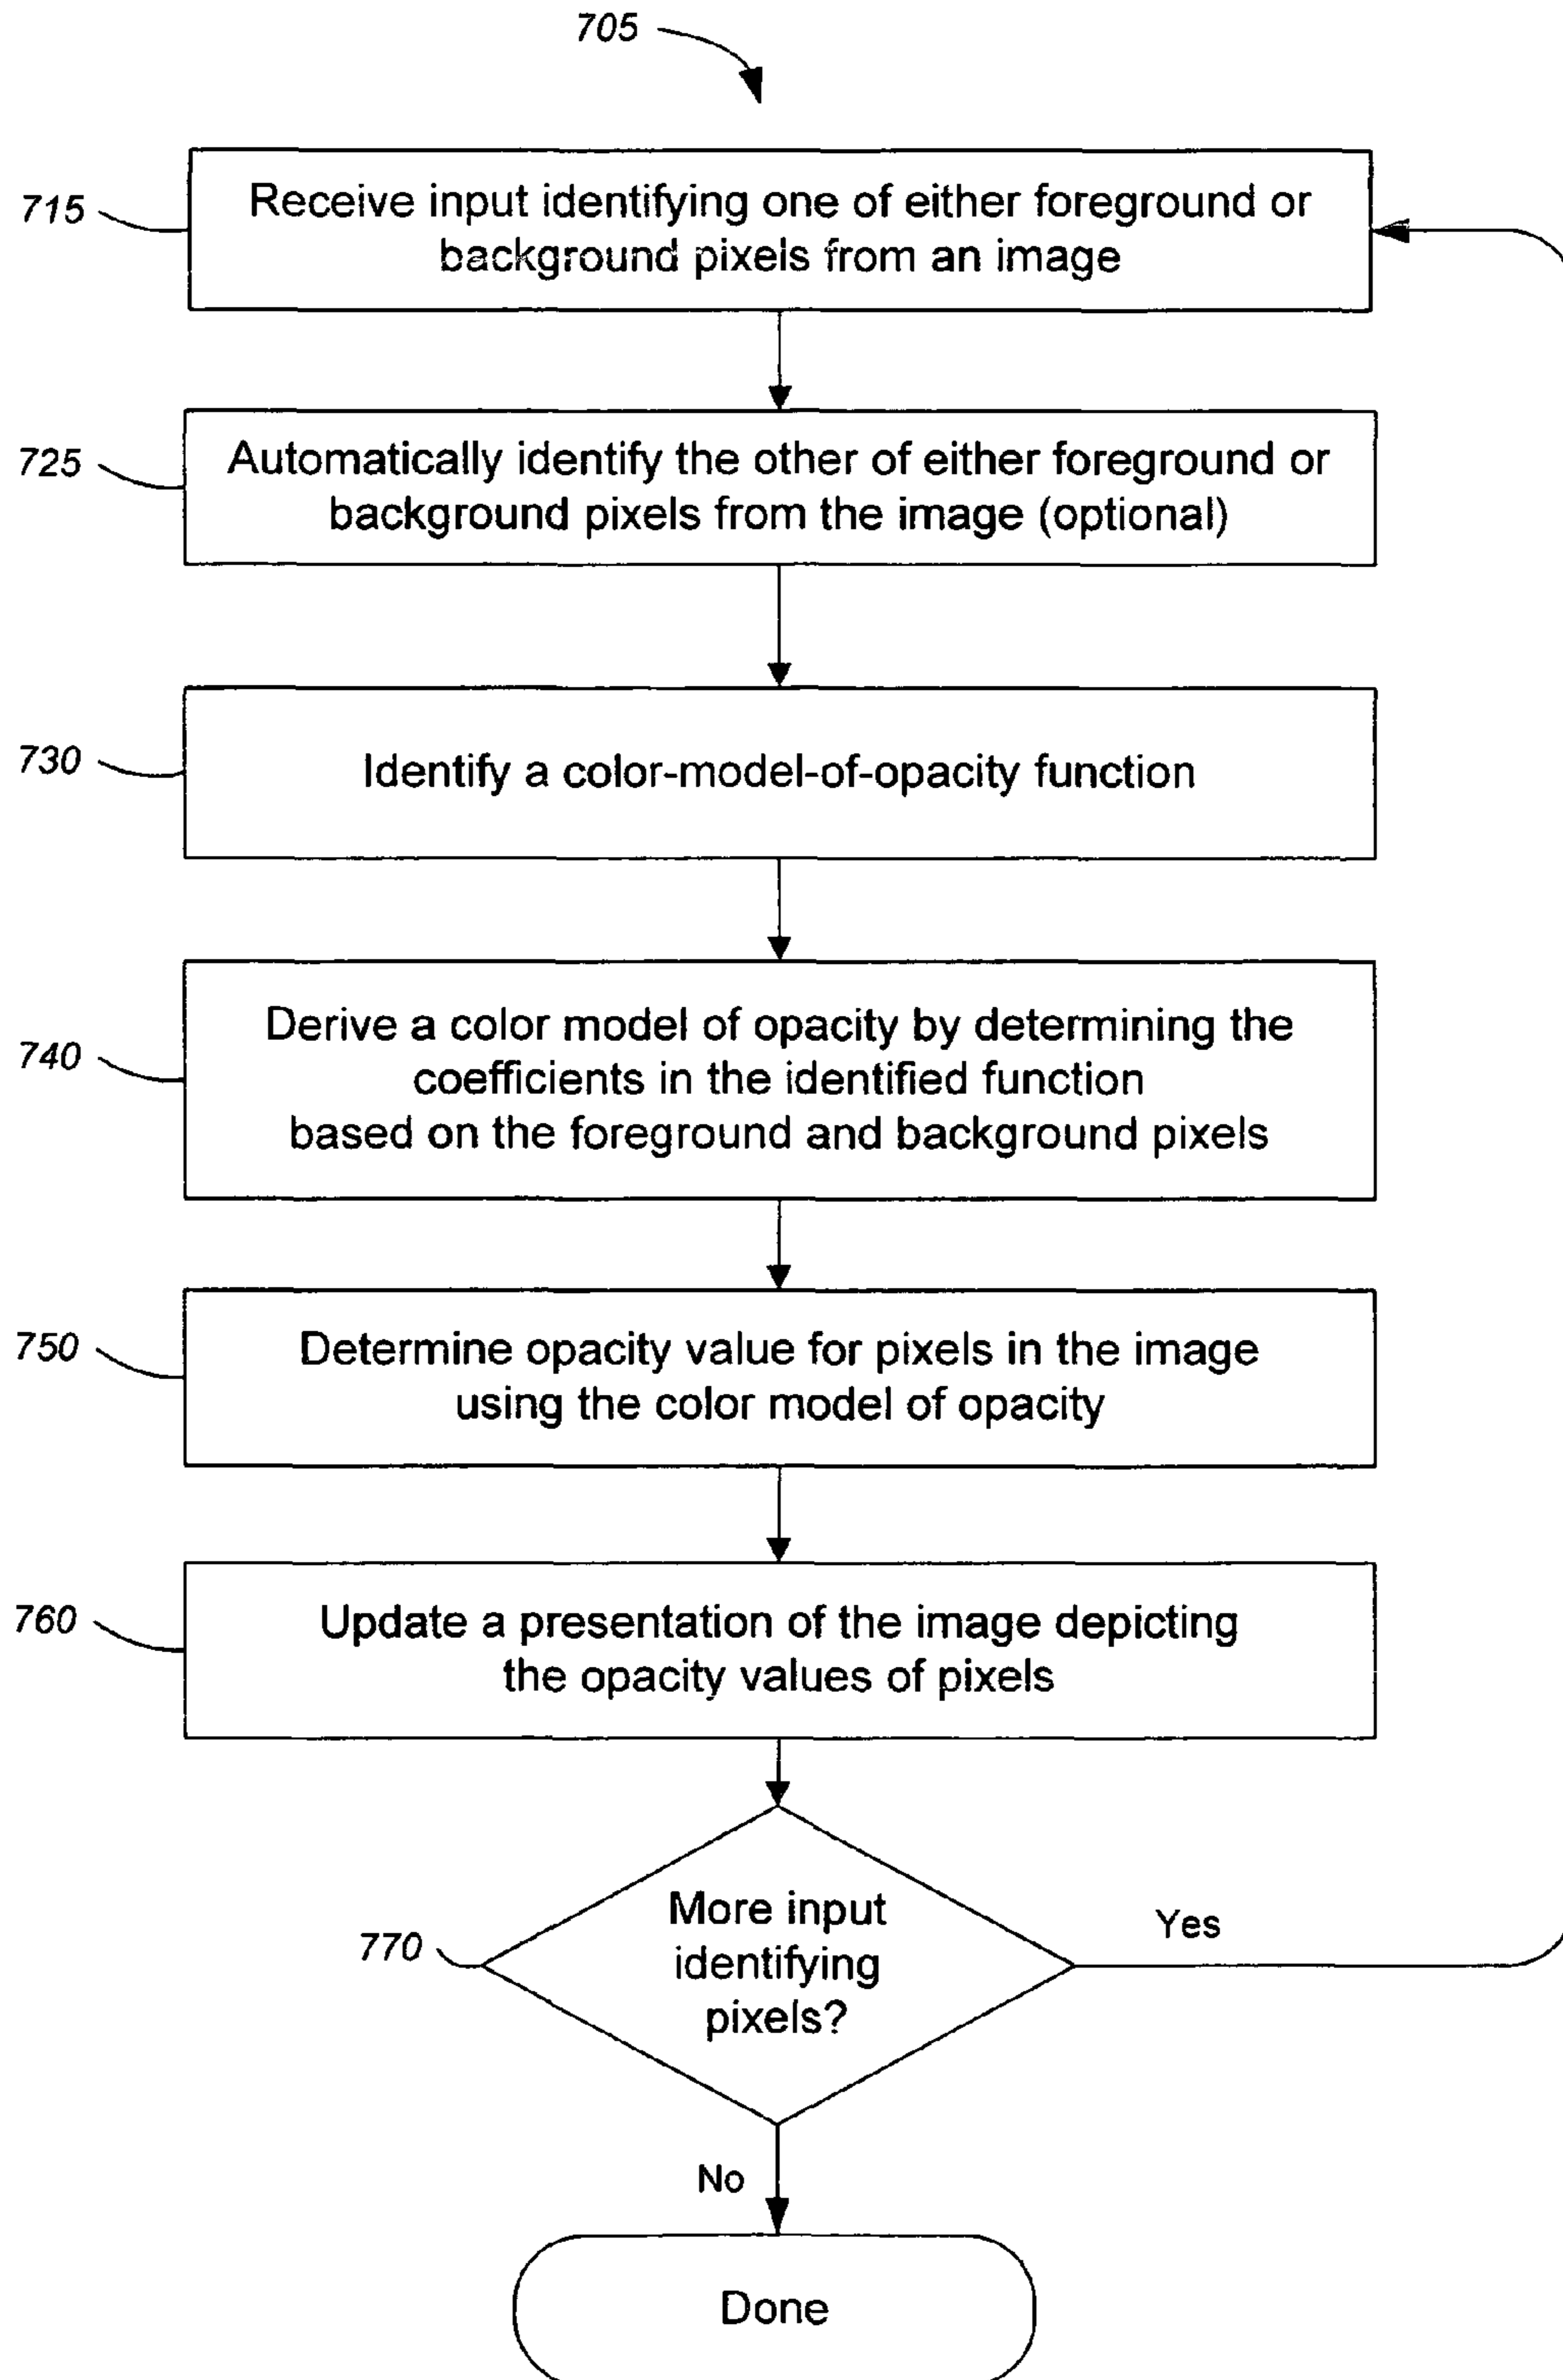 705
715
Receive input identifying one of either foreground or
background pixels from an image
725
Automatically identify the other of either foreground or
background pixels from the image (optional)
730
Identify a color-model-of-opacity function
740
Derive a color model of opacity by determining the
coefficients in the identified function
based on the foreground and background pixels
750
Determine opacity value for pixels in the image
using the color model of opacity
760
Update a presentation of the image depicting
the opacity values of pixels
770
More input
identifying
pixels?
Yes
No
Done